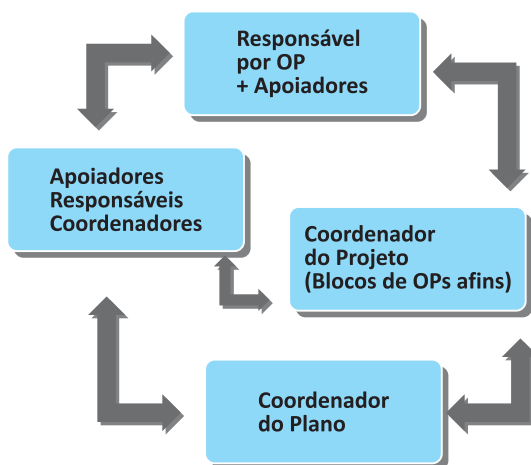 Responsável
por OP
+ Apoiadores
Apoiadores
Responsáveis
Coordenadores
Coordenador
do Projeto
(Blocos de OPs afins)
Coordenador
do Plano